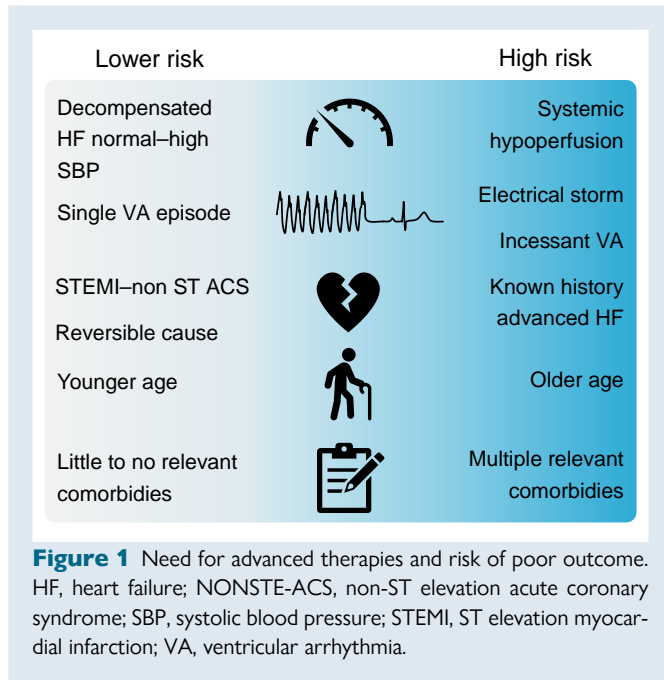 Lower risk
High risk
Decompensated
HF normal–high
SBP
Systemic
hypoperfusion
Single VA episode
Electrical storm
Incessant VA
STEMI–non ST ACS
Reversible cause
Known history
advanced HF
Younger age
Older age
Little to no relevant
comorbidies
Multiple relevant
comorbidies
Figure 1 Need for advanced therapies and risk of poor outcome.
HF, heart failure; NONSTE-ACS, non-ST elevation acute coronary
syndrome; SBP, systolic blood pressure; STEMI, ST elevation myocar-
dial infarction; VA, ventricular arrhythmia.